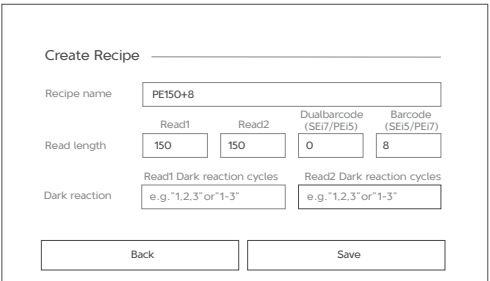 Create Recipe
Recipe name PE150+8
Read1 Read2 Dualbarcode (SEi7/PEi5) Barcode (SEi5/PEi7)
Read length 150 150 0 8
Read1 Dark reaction cycles Read2 Dark reaction cycles
Dark reaction e.g."1,2,3"or"1-3" e.g."1,2,3"or"1-3"
Back Save